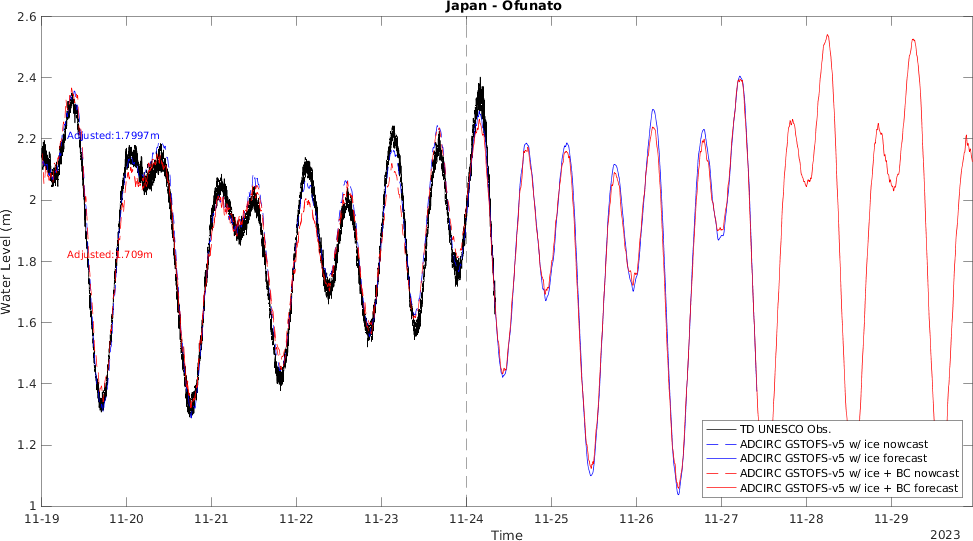 Japan - Ofunato
Water Level (m)
2.6
2.4
2.2
2
1.8
1.6
1.4
1.2
1
Adjusted:1.7997m
Adjusted:1.709m
TD UNESCO Obs.
ADCIRC GSTOFS-v5 w/ ice nowcast
ADCIRC GSTOFS-v5 w/ ice forecast
ADCIRC GSTOFS-v5 w/ ice + BC nowcast
ADCIRC GSTOFS-v5 w/ ice + BC forecast
11-19 11-20 11-21 11-22 11-23 11-24 11-25 11-26 11-27 11-28 11-29
Time
2023